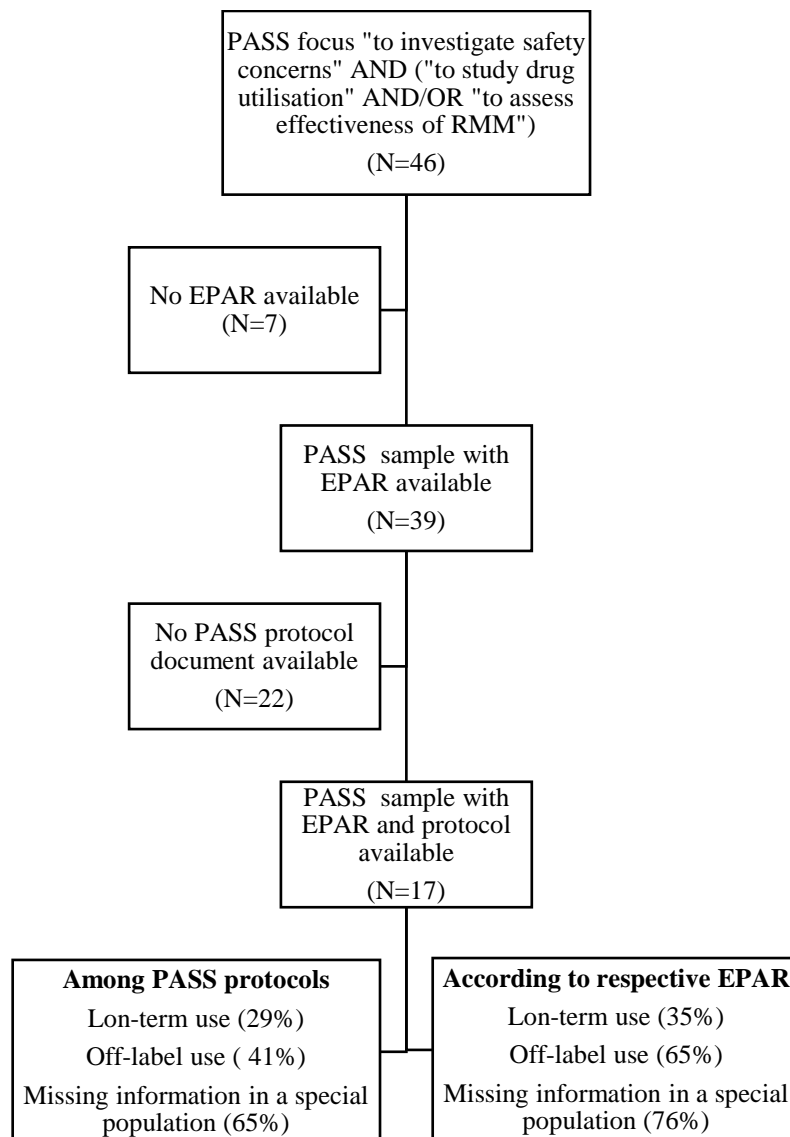 PASS focus "to investigate safety
concerns" AND ("to study drug
utilisation" AND/OR "to assess
effectiveness of RMM")
(N=46)
No EPAR available
(N=7)
PASS sample with
EPAR available
(N=39)
No PASS protocol
document available
(N=22)
PASS sample with
EPAR and protocol
available
(N=17)
Among PASS protocols
Lon-term use (29%)
Off-label use ( 41%)
Missing information in a special
population (65%)
According to respective EPAR
Lon-term use (35%)
Off-label use (65%)
Missing information in a special
population (76%)